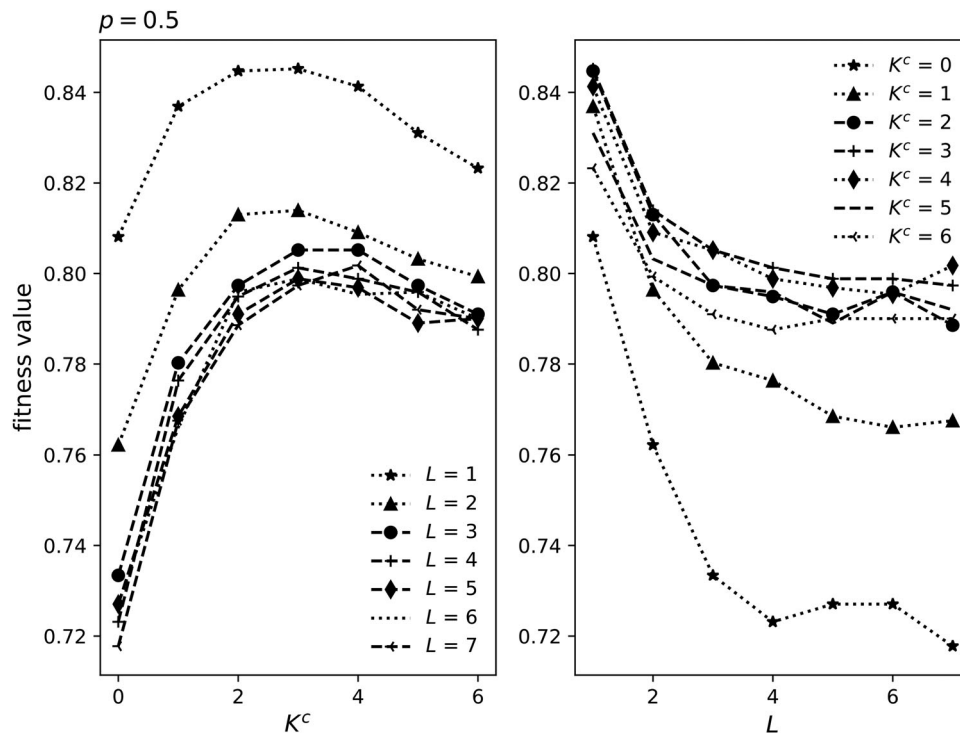 p = 0.5
fitness value
0.84
0.82
0.80
0.78
0.76
0.74
0.72
L = 1
L = 2
L = 3
L = 4
L = 5
L = 6
L = 7
0 2 4 6
K^c
0.84
0.82
0.80
0.78
0.76
0.74
0.72
K^c = 0
K^c = 1
K^c = 2
K^c = 3
K^c = 4
K^c = 5
K^c = 6
2 4 6
L